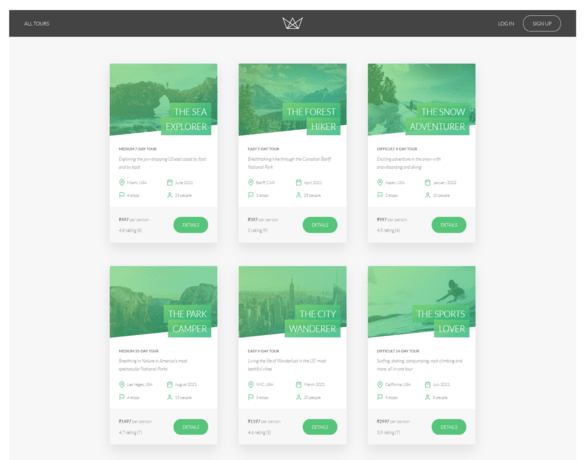 ALL TOURS
LOG IN
SIGN UP
THE SEA
EXPLORER
MEDIUM 7-DAY TOUR
Exploring the jaw-dropping US east coast by foot
and by boat
Miami, USA
June 2021
4 stops
15 people
₹497 per person
4.8 rating (6)
DETAILS
THE FOREST
HIKER
EASY 5-DAY TOUR
Breathtaking hike through the Canadian Banff
National Park
Banff, CAN
April 2021
3 stops
25 people
₹397 per person
5 rating (9)
DETAILS
THE SNOW
ADVENTURER
DIFFICULT 4-DAY TOUR
Exciting adventure in the snow with
snowboarding and skiing
Aspen, USA
January 2022
2 stops
10 people
₹997 per person
4.5 rating (6)
DETAILS
THE PARK
CAMPER
MEDIUM 10-DAY TOUR
Breathing in Nature in America's most
spectacular National Parks
Las Vegas, USA
August 2021
4 stops
15 people
₹1497 per person
4.7 rating (7)
DETAILS
THE CITY
WANDERER
EASY 9-DAY TOUR
Living the life of Wanderlust in the US' most
beatiful cities
NYC, USA
March 2021
3 stops
20 people
₹1197 per person
4.6 rating (5)
DETAILS
THE SPORTS
LOVER
DIFFICULT 14-DAY TOUR
Surfing, skating, parajumping, rock climbing and
more, all in one tour
California, USA
July 2021
8 people
₹2997 per person
3.9 rating (7)
DETAILS